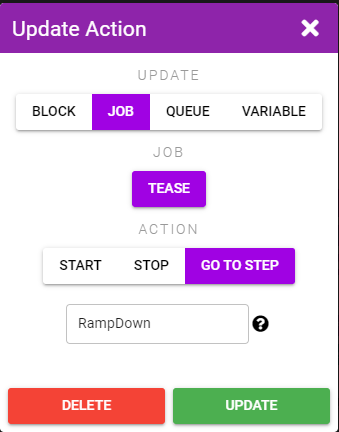 Update Action
UPDATE
BLOCK JOB QUEUE VARIABLE
JOB
TEASE
ACTION
START STOP GO TO STEP
RampDown
DELETE UPDATE